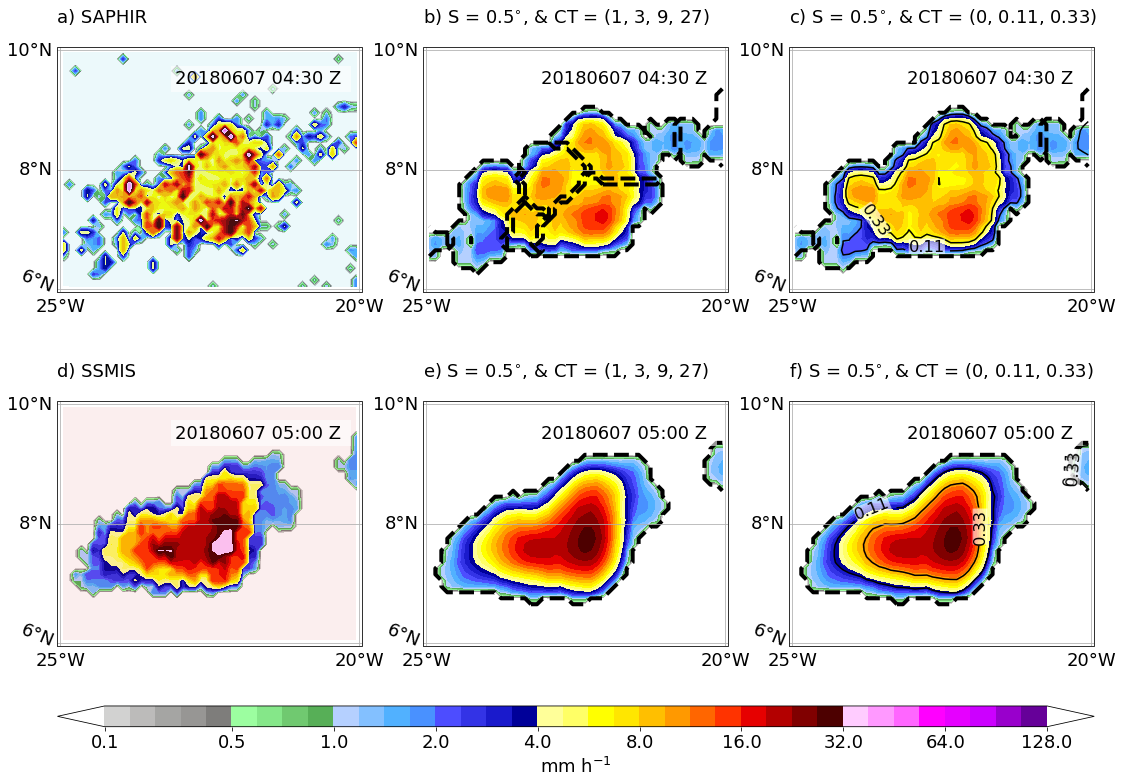 a) SAPHIR
b) S = 0.5°, & CT = (1, 3, 9, 27)
c) S = 0.5°, & CT = (0, 0.11, 0.33)
10°N
20180607 04:30 Z
8°N
6°N
25°W
20°W
10°N
20180607 04:30 Z
8°N
6°N
25°W
20°W
10°N
20180607 04:30 Z
8°N
0.33
0.11
6°N
25°W
20°W
d) SSMIS
e) S = 0.5°, & CT = (1, 3, 9, 27)
f) S = 0.5°, & CT = (0, 0.11, 0.33)
10°N
20180607 05:00 Z
8°N
6°N
25°W
20°W
10°N
20180607 05:00 Z
8°N
6°N
25°W
20°W
10°N
20180607 05:00 Z
0.33
0.11
8°N
0.33
6°N
25°W
20°W
0.1 0.5 1.0 2.0 4.0 8.0 16.0 32.0 64.0 128.0
mm h⁻¹